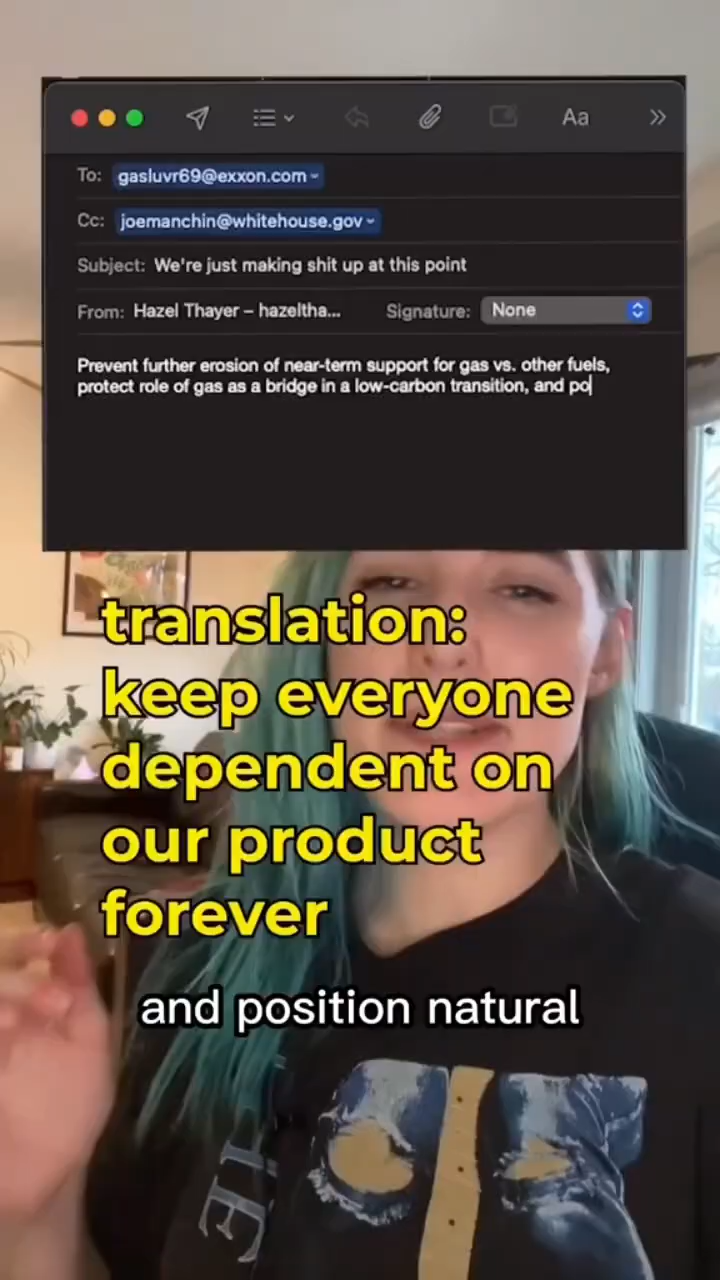 Aa
To: gasluvr69@exxon.com
Cc: joemanchin@whitehouse.gov
Subject: We're just making shit up at this point
From: Hazel Thayer – hazeltha... Signature: None
Prevent further erosion of near-term support for gas vs. other fuels,
protect role of gas as a bridge in a low-carbon transition, and po
translation:
keep everyone
dependent on
our product
forever
and position natural